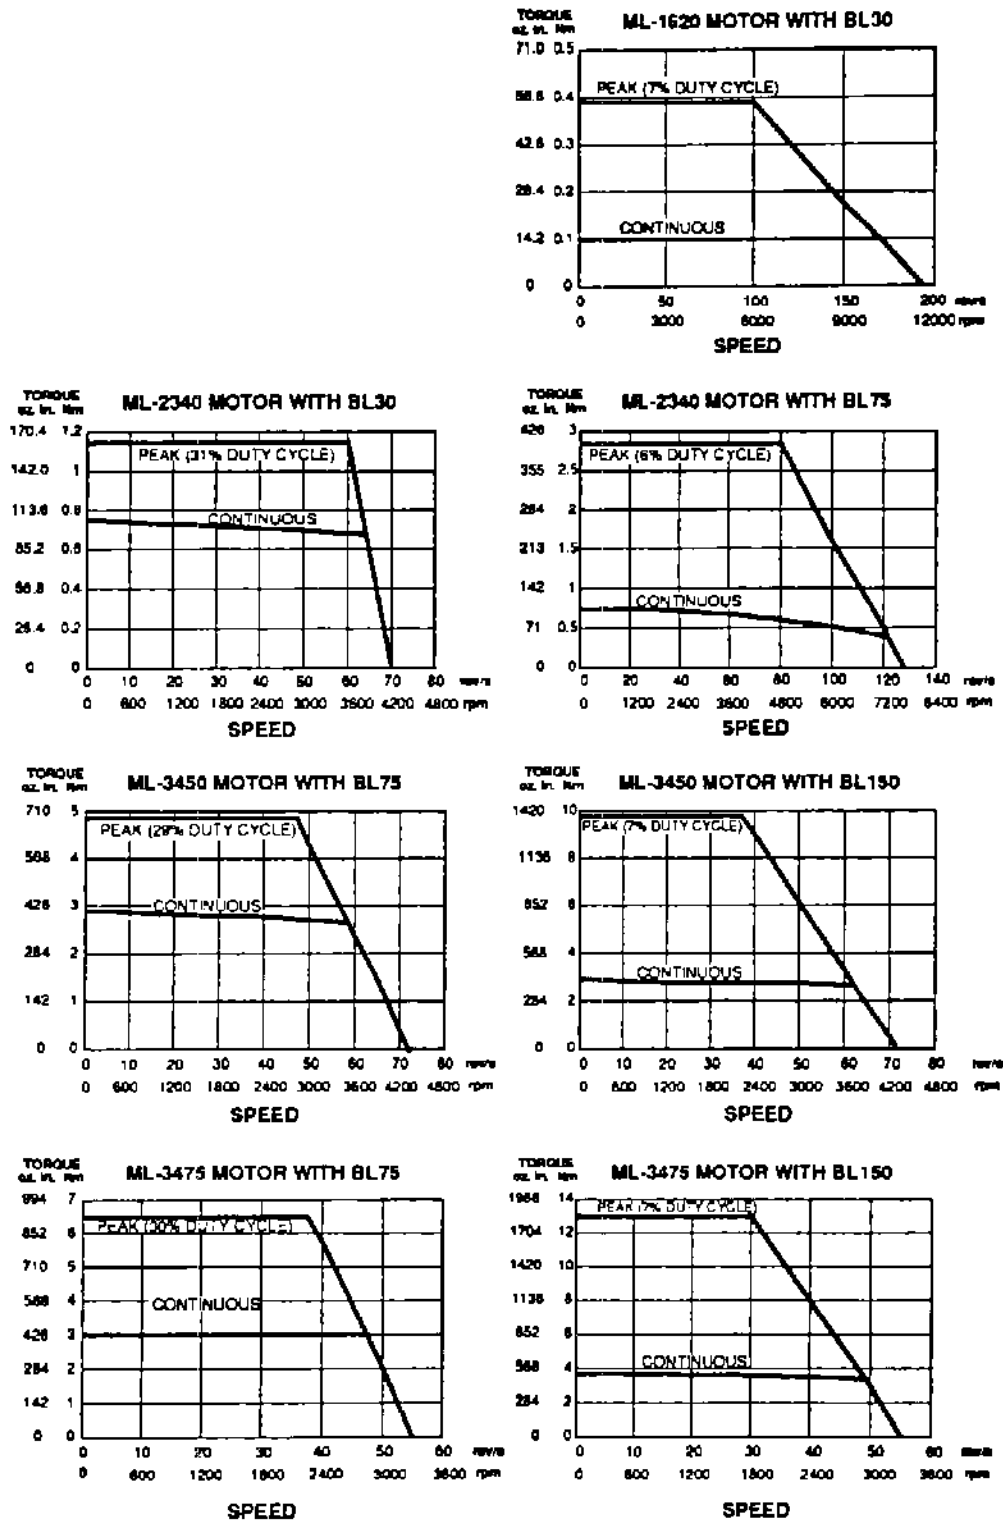 TORQUE
oz. in. Nm
ML-1620 MOTOR WITH BL30
71.0 0.5
PEAK (7% DUTY CYCLE)
56.8 0.4
42.6 0.3
28.4 0.2
CONTINUOUS
14.2 0.1
0 0
0 50 100 150 200 rev/s
0 3000 6000 9000 12000 rpm
SPEED
TORQUE
oz. in. Nm
ML-2340 MOTOR WITH BL30
170.4 1.2
PEAK (31% DUTY CYCLE)
142.0 1
113.6 0.8
CONTINUOUS
85.2 0.6
56.8 0.4
28.4 0.2
0 0
0 10 20 30 40 50 60 70 80 rev/s
0 600 1200 1800 2400 3000 3600 4200 4800 rpm
SPEED
TORQUE
oz. in. Nm
ML-2340 MOTOR WITH BL75
426 3
PEAK (6% DUTY CYCLE)
355 2.5
284 2
213 1.5
142 1
CONTINUOUS
71 0.5
0 0
0 20 40 60 80 100 120 140 rev/s
0 1200 2400 3600 4800 6000 7200 8400 rpm
SPEED
TORQUE
oz. in. Nm
ML-3450 MOTOR WITH BL75
710 5
PEAK (29% DUTY CYCLE)
568 4
426 3
CONTINUOUS
284 2
142 1
0 0
0 10 20 30 40 50 60 70 80 rev/s
0 600 1200 1800 2400 3000 3600 4200 4800 rpm
SPEED
TORQUE
oz. in. Nm
ML-3450 MOTOR WITH BL150
1420 10
PEAK (7% DUTY CYCLE)
1136 8
852 6
568 4
CONTINUOUS
284 2
0 0
0 10 20 30 40 50 60 70 80 rev/s
0 600 1200 1800 2400 3000 3600 4200 4800 rpm
SPEED
TORQUE
oz. in. Nm
ML-3475 MOTOR WITH BL75
994 7
PEAK (30% DUTY CYCLE)
852 6
710 5
568 4
CONTINUOUS
426 3
284 2
142 1
0 0
0 10 20 30 40 50 60 rev/s
0 600 1200 1800 2400 3000 3600 rpm
SPEED
TORQUE
oz. in. Nm
ML-3475 MOTOR WITH BL150
1988 14
PEAK (7% DUTY CYCLE)
1704 12
1420 10
1136 8
852 6
568 4
CONTINUOUS
284 2
0 0
0 10 20 30 40 50 60 rev/s
0 600 1200 1800 2400 3000 3600 rpm
SPEED